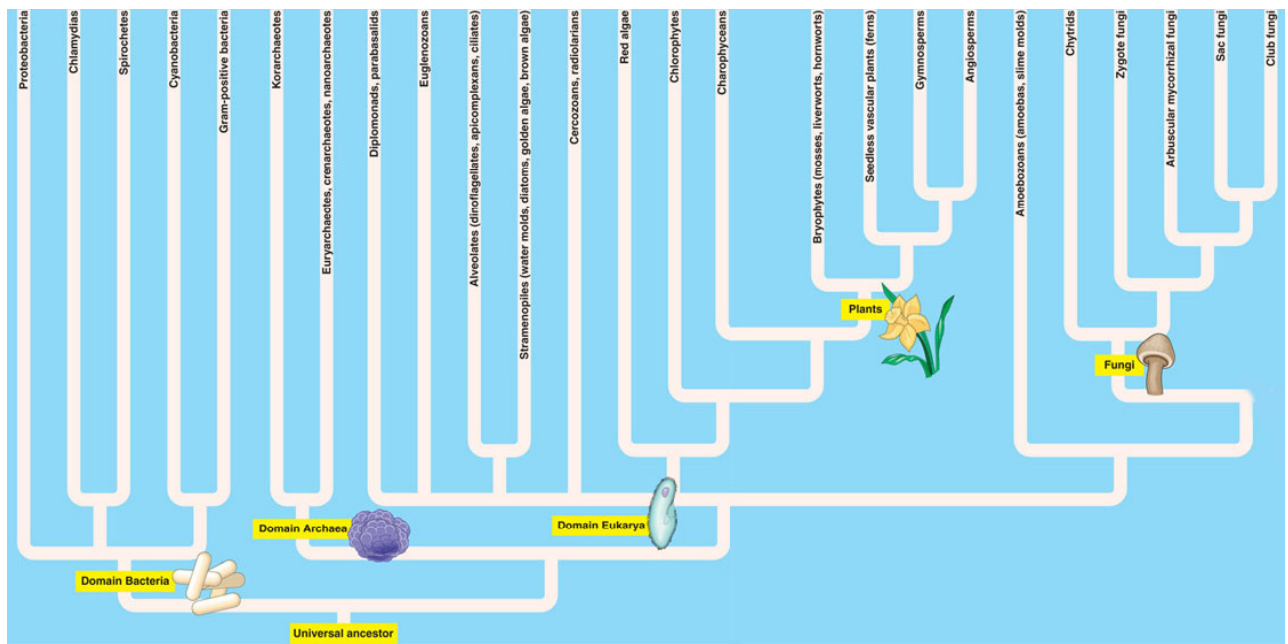 Proteobacteria
Chlamydias
Spirochetes
Cyanobacteria
Gram-positive bacteria
Korarchaeotes
Euryarchaeotes, crenarchaeotes, nanoarchaeotes
Diplomonads, parabasalids
Euglenozoans
Alveolates (dinoflagellates, apicomplexans, ciliates)
Stramenopiles (water molds, diatoms, golden algae, brown algae)
Cercozoans, radiolarians
Red algae
Chlorophytes
Charophyceans
Bryophytes (mosses, liverworts, hornworts)
Seedless vascular plants (ferns)
Gymnosperms
Angiosperms
Amoebozoans (amoebas, slime molds)
Chytrids
Zygote fungi
Arbuscular mycorrhizal fungi
Sac fungi
Club fungi
Plants
Fungi
Domain Archaea
Domain Eukarya
Domain Bacteria
Universal ancestor